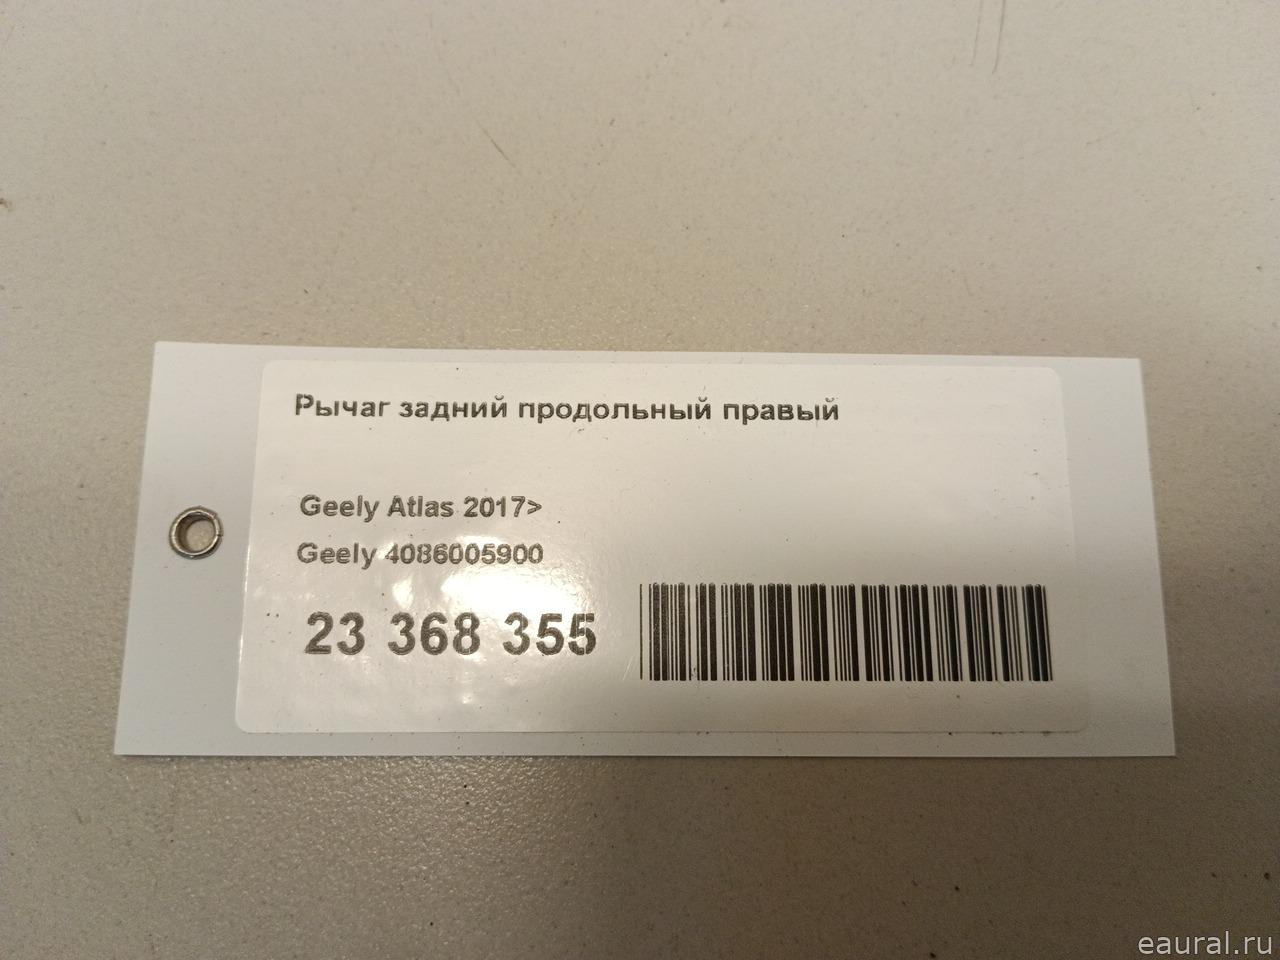 Рычаг задний продольный правый
Geely Atlas 2017>
Geely 4086005900
23 368 355
eaural.ru